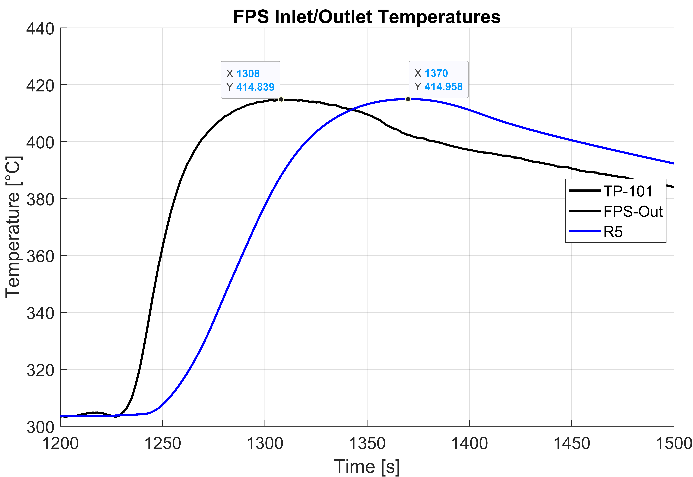 FPS Inlet/Outlet Temperatures
440
420
400
380
360
340
320
300
Temperature [°C]
X 1308
Y 414.839
X 1370
Y 414.958
TP-101
FPS-Out
R5
1200
1250
1300
1350
1400
1450
1500
Time [s]